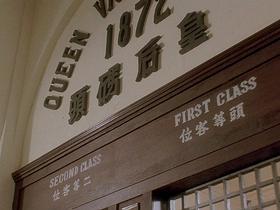 QUEEN
1872
皇后碼頭
FIRST CLASS
頭等客位
SECOND CLASS
二等客位